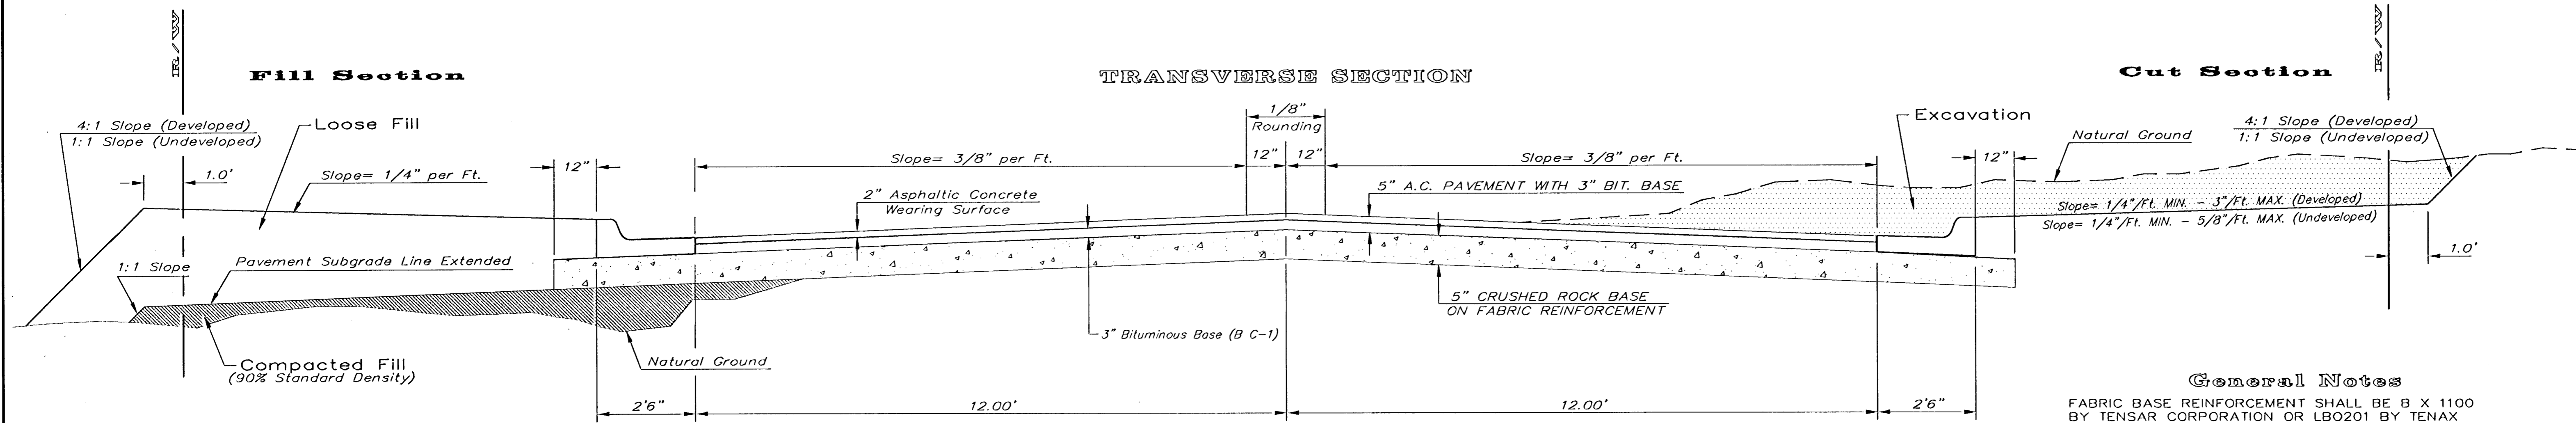 R/W
R/W
Fill Section
TRANSVERSE SECTION
Cut Section
4:1 Slope (Developed)
1:1 Slope (Undeveloped)
Loose Fill
1.0'
Slope= 1/4" per Ft.
12"
Slope= 3/8" per Ft.
1/8"
Rounding
12"
12"
Slope= 3/8" per Ft.
Excavation
Natural Ground
4:1 Slope (Developed)
1:1 Slope (Undeveloped)
12"
2" Asphaltic Concrete
Wearing Surface
5" A.C. PAVEMENT WITH 3" BIT. BASE
Slope= 1/4"/Ft. MIN. - 3"/Ft. MAX. (Developed)
Slope= 1/4"/Ft. MIN. - 5/8"/Ft. MAX. (Undeveloped)
1.0'
1:1 Slope
Pavement Subgrade Line Extended
5" CRUSHED ROCK BASE
ON FABRIC REINFORCEMENT
3" Bituminous Base (B C-1)
Compacted Fill
(90% Standard Density)
Natural Ground
2'6"
12.00'
12.00'
2'6"
General Notes
FABRIC BASE REINFORCEMENT SHALL BE B X 1100
BY TENSAR CORPORATION OR LBO201 BY TENAX